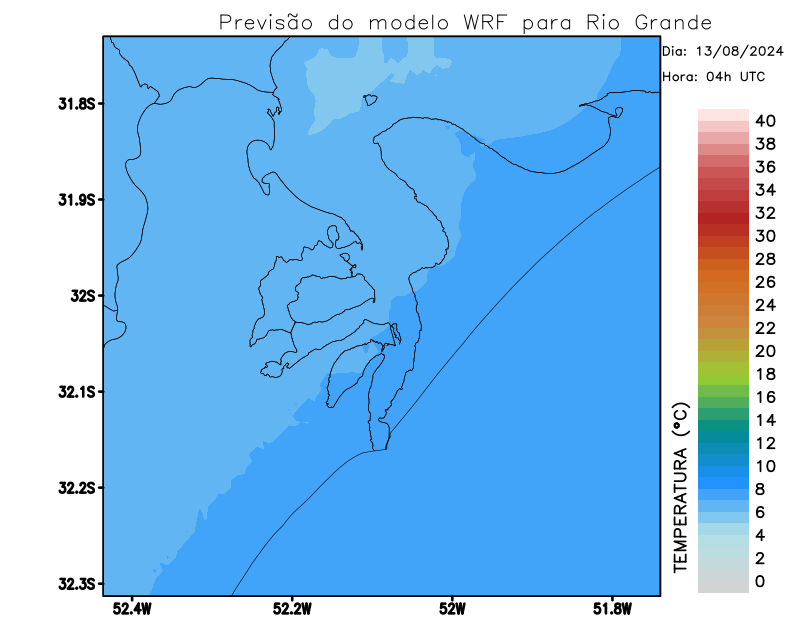 Previsão do modelo WRF para Rio Grande
Dia: 13/08/2024
Hora: 04h UTC
31.8S
31.9S
32S
32.1S
32.2S
32.3S
52.4W
52.2W
52W
51.8W
TEMPERATURA (°C)
40
38
36
34
32
30
28
26
24
22
20
18
16
14
12
10
8
6
4
2
0